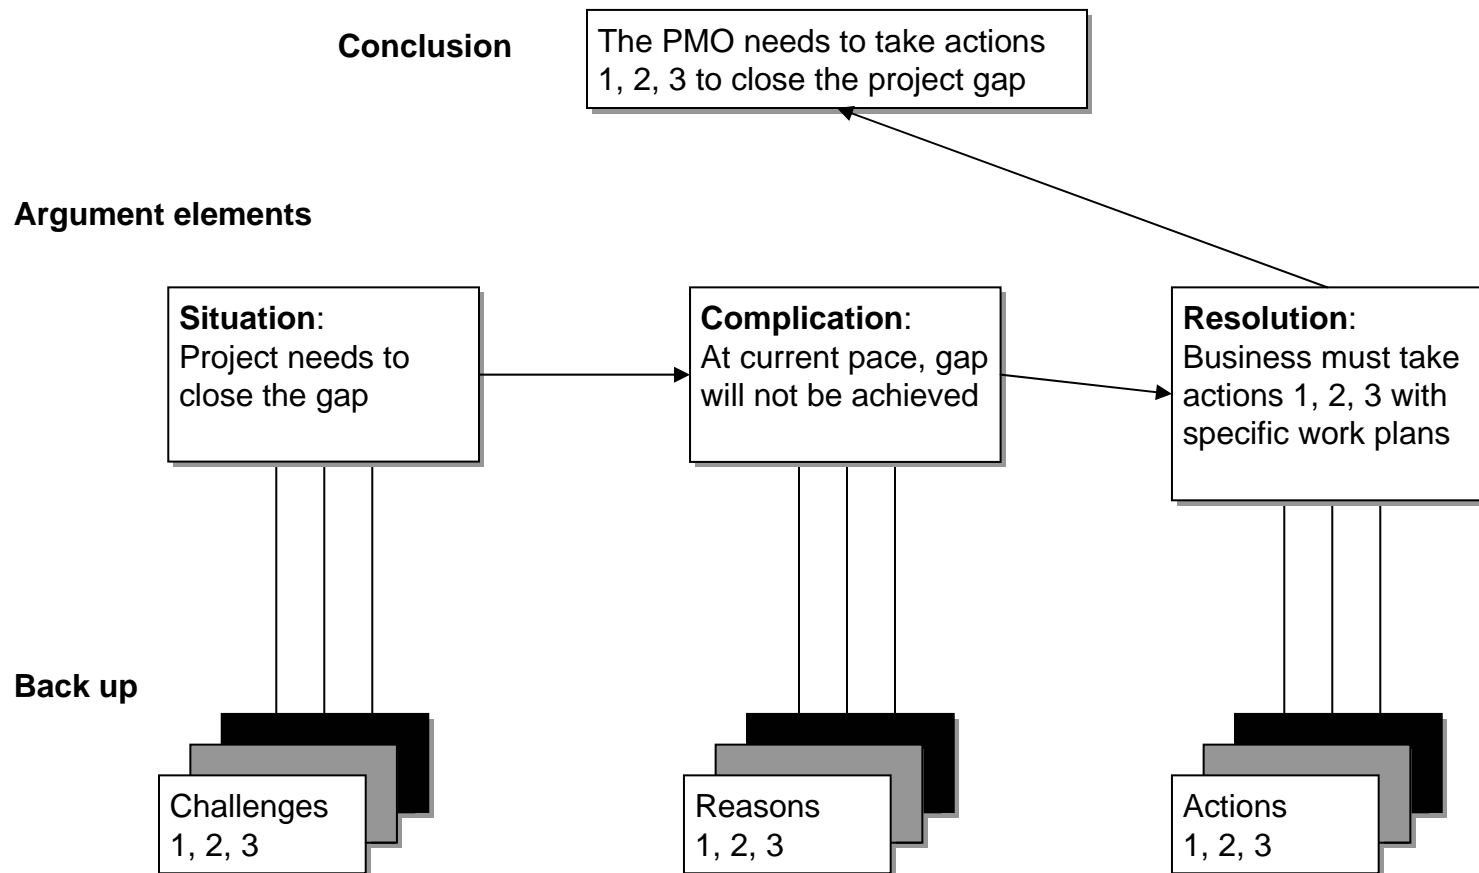 Conclusion
The PMO needs to take actions
1, 2, 3 to close the project gap
Argument elements
Situation:
Project needs to
close the gap
Complication:
At current pace, gap
will not be achieved
Resolution:
Business must take
actions 1, 2, 3 with
specific work plans
Back up
Challenges
1, 2, 3
Reasons
1, 2, 3
Actions
1, 2, 3